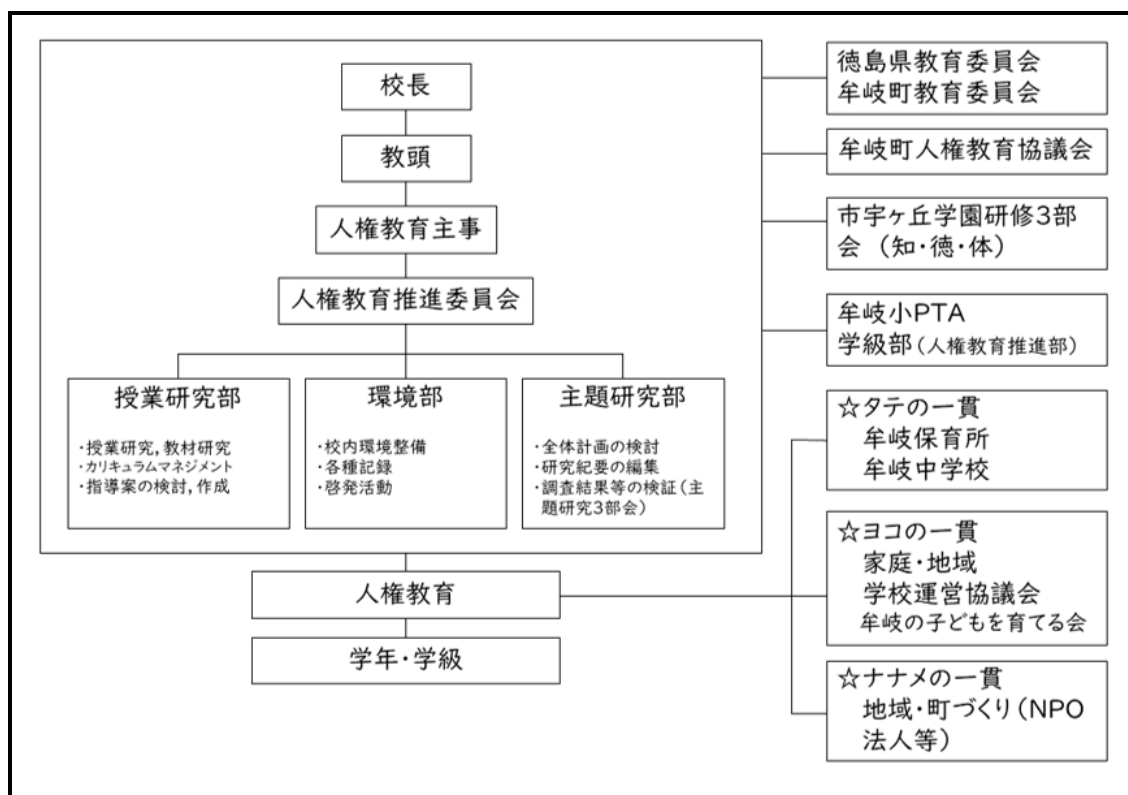 校長
教頭
人権教育主事
人権教育推進委員会
授業研究部
・授業研究，教材研究
・カリキュラムマネジメント
・指導案の検討，作成
環境部
・校内環境整備
・各種記録
・啓発活動
主題研究部
・全体計画の検討
・研究紀要の編集
・調査結果等の検証（主
題研究3部会）
人権教育
学年・学級
徳島県教育委員会
牟岐町教育委員会
牟岐町人権教育協議会
市宇ヶ丘学園研修3部
会（知・徳・体）
牟岐小PTA
学級部（人権教育推進部）
☆タテの一貫
牟岐保育所
牟岐中学校
☆ヨコの一貫
家庭・地域
学校運営協議会
牟岐の子どもを育てる会
☆ナナメの一貫
地域・町づくり（NPO
法人等）